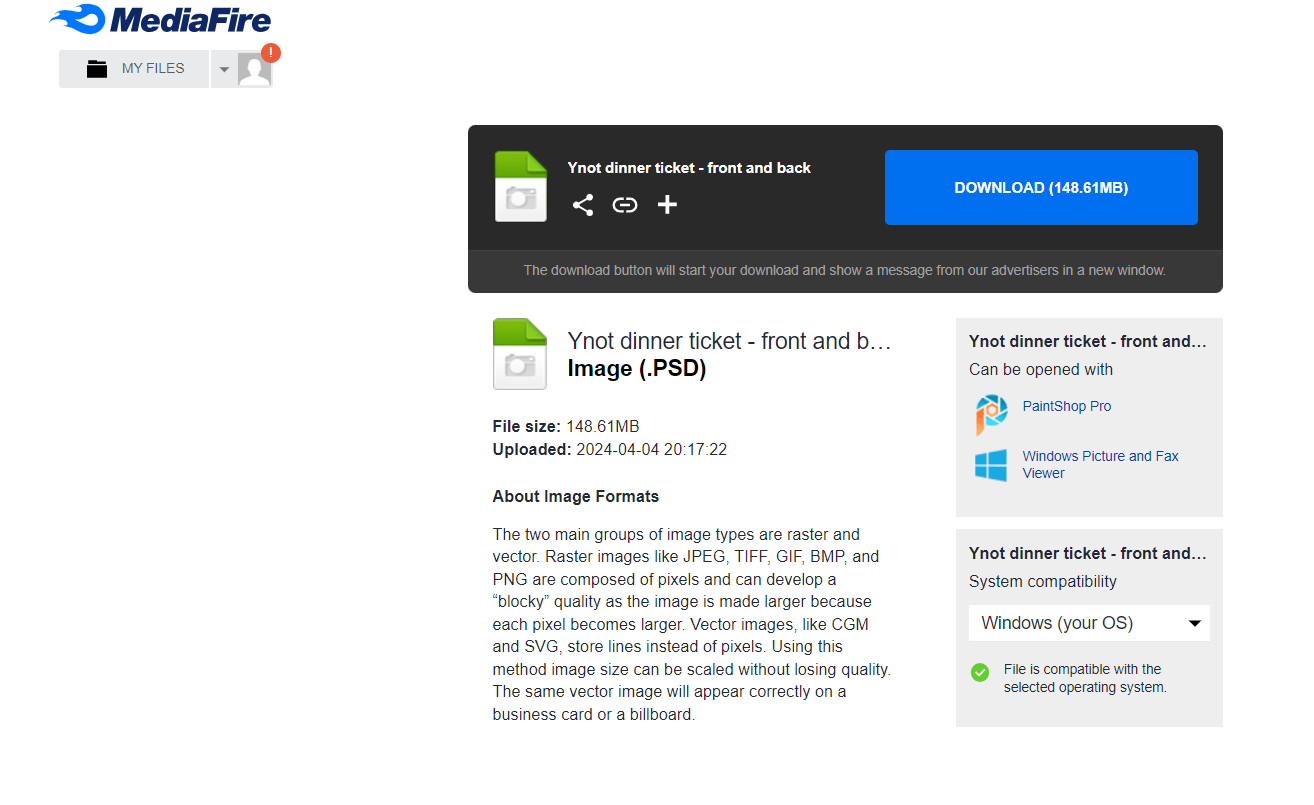 MediaFire
MY FILES
!
Ynot dinner ticket - front and back
DOWNLOAD (148.61MB)
The download button will start your download and show a message from our advertisers in a new window.
Ynot dinner ticket - front and b...
Image (.PSD)
File size: 148.61MB
Uploaded: 2024-04-04 20:17:22
About Image Formats
The two main groups of image types are raster and
vector. Raster images like JPEG, TIFF, GIF, BMP, and
PNG are composed of pixels and can develop a
“blocky” quality as the image is made larger because
each pixel becomes larger. Vector images, like CGM
and SVG, store lines instead of pixels. Using this
method image size can be scaled without losing quality.
The same vector image will appear correctly on a
business card or a billboard.
Ynot dinner ticket - front and...
Can be opened with
PaintShop Pro
Windows Picture and Fax
Viewer
Ynot dinner ticket - front and...
System compatibility
Windows (your OS)
File is compatible with the
selected operating system.